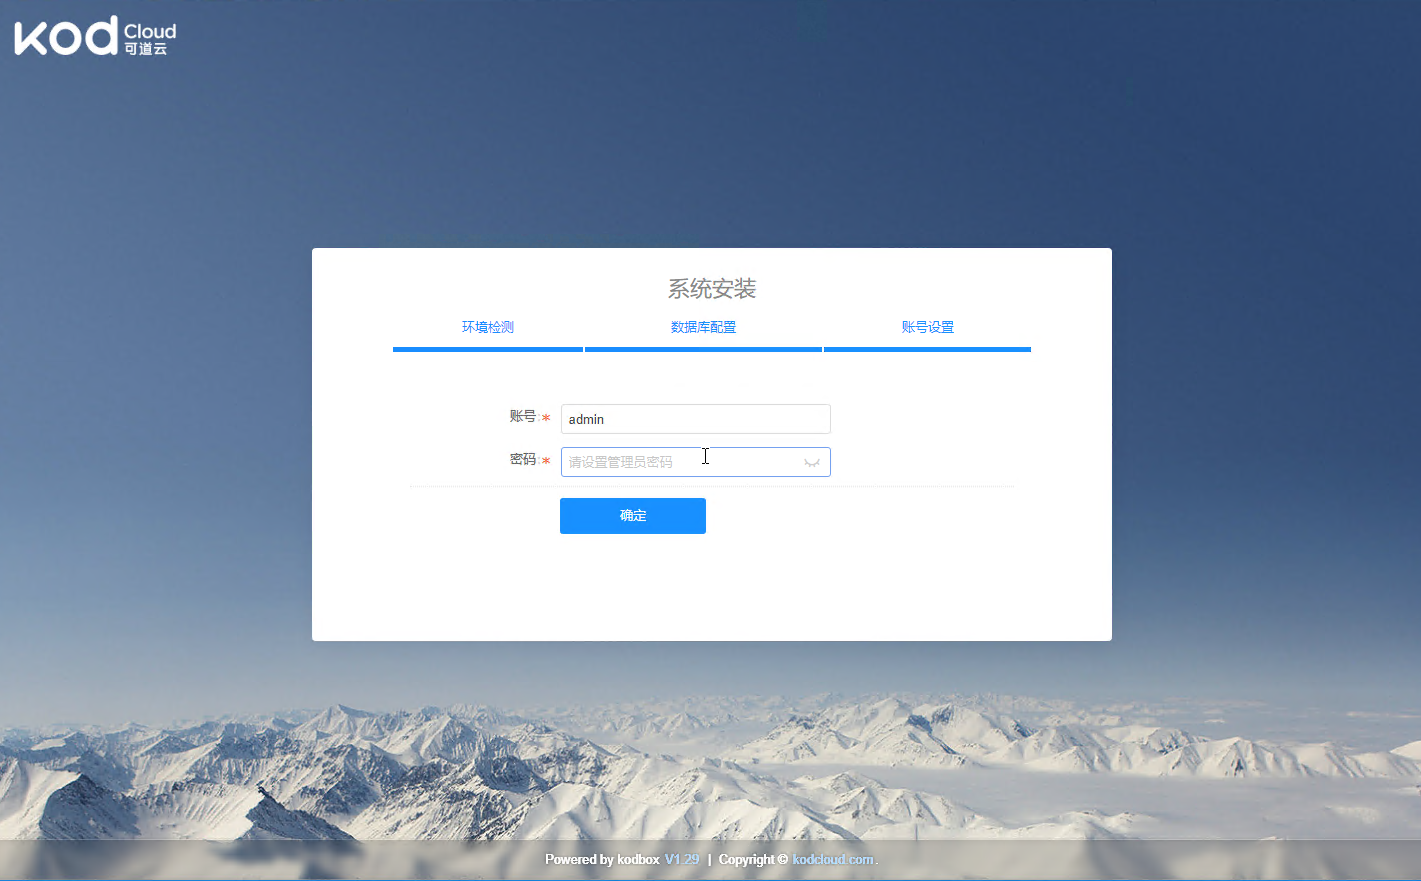 kod Cloud
可道云
系统安装
环境检测 数据库配置 账号设置
账号:* admin
密码:* 请设置管理员密码
确定
Powered by kodbox V1.29 | Copyright © kodcloud.com.